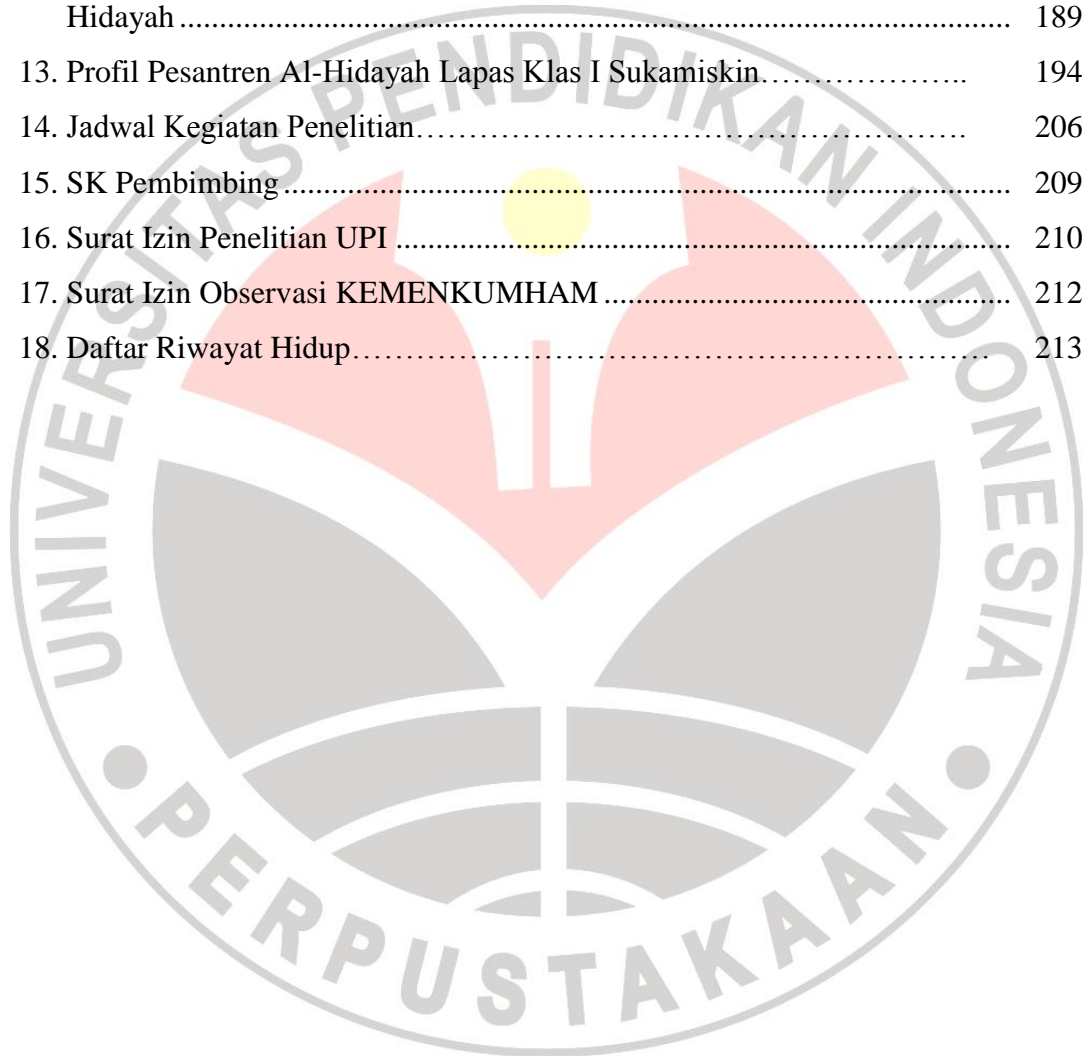 Hidayah ........................................................................................................ 189
13. Profil Pesantren Al-Hidayah Lapas Klas I Sukamiskin……………….. 194
14. Jadwal Kegiatan Penelitian……………………………………………. 206
15. SK Pembimbing ........................................................................................... 209
16. Surat Izin Penelitian UPI ............................................................................. 210
17. Surat Izin Observasi KEMENKUMHAM ................................................... 212
18. Daftar Riwayat Hidup…………………………………………………… 213
UNIVERSITAS PENDIDIKAN INDONESIA
PERPUSTAKAAN